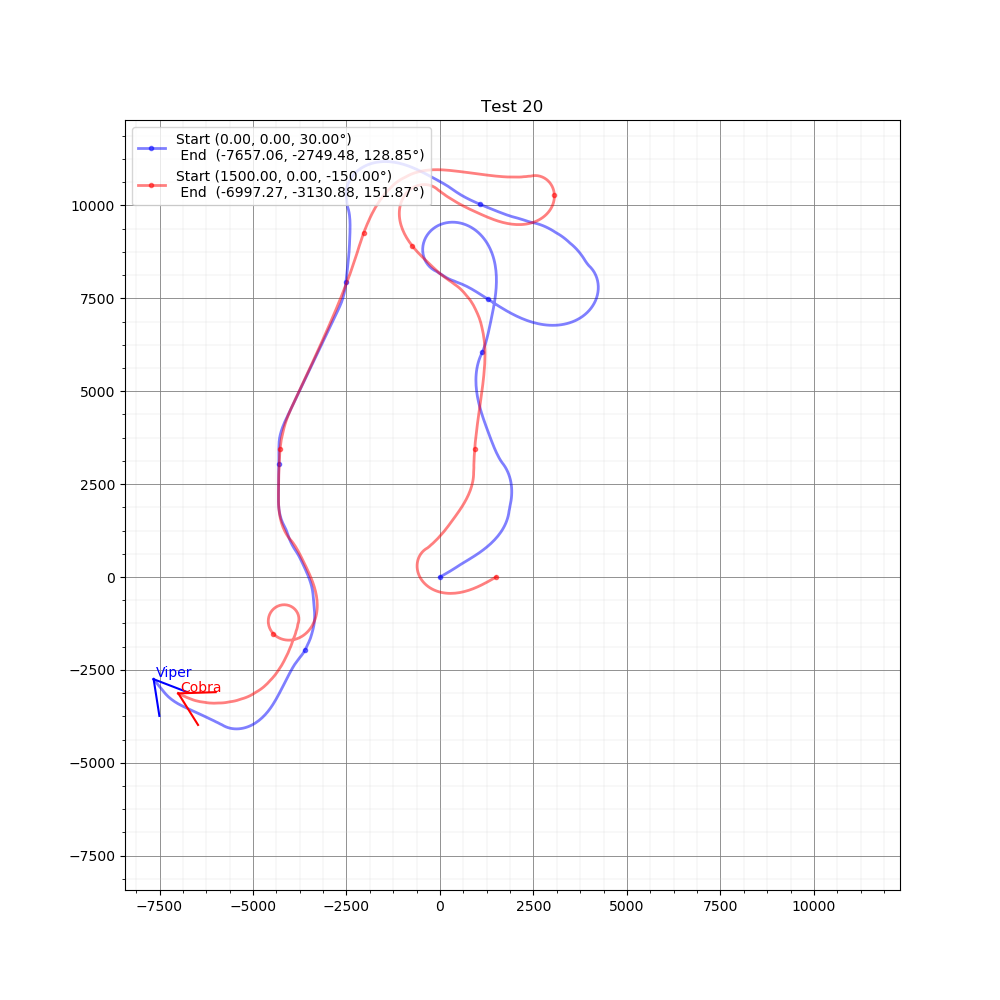 Test 20
Start (0.00, 0.00, 30.00°)
End  (-7657.06, -2749.48, 128.85°)
Start (1500.00, 0.00, -150.00°)
End  (-6997.27, -3130.88, 151.87°)
10000
7500
5000
2500
0
−2500
−5000
−7500
Viper
Cobra
−7500 −5000 −2500 0 2500 5000 7500 10000